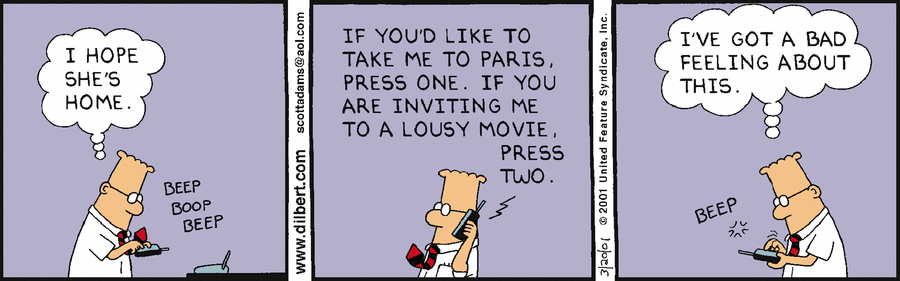 I HOPE
SHE'S
HOME.
BEEP
BOOP
BEEP
www.dilbert.com scottadams@aol.com
IF YOU'D LIKE TO
TAKE ME TO PARIS,
PRESS ONE. IF YOU
ARE INVITING ME
TO A LOUSY MOVIE,
PRESS
TWO.
3/20/01 © 2001 United Feature Syndicate, Inc.
I'VE GOT A BAD
FEELING ABOUT
THIS.
BEEP